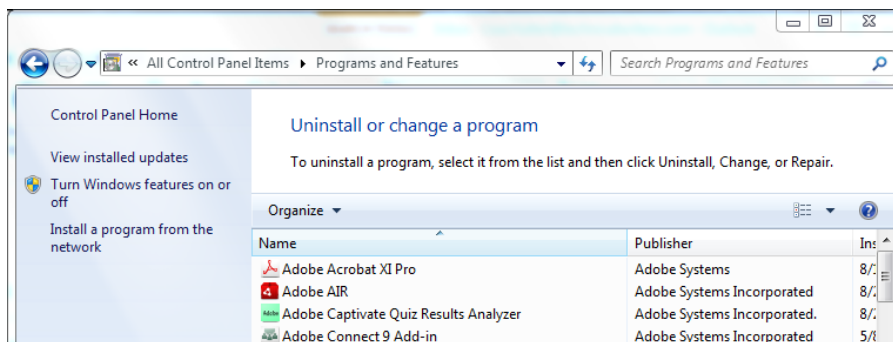 « All Control Panel Items ▸ Programs and Features
Search Programs and Features
Control Panel Home
View installed updates
Turn Windows features on or
off
Install a program from the
network
Uninstall or change a program
To uninstall a program, select it from the list and then click Uninstall, Change, or Repair.
Organize
Name Publisher Ins
Adobe Acrobat XI Pro Adobe Systems
Adobe AIR Adobe Systems Incorporated
Adobe Captivate Quiz Results Analyzer Adobe Systems Incorporated.
Adobe Connect 9 Add-in Adobe Systems Incorporated